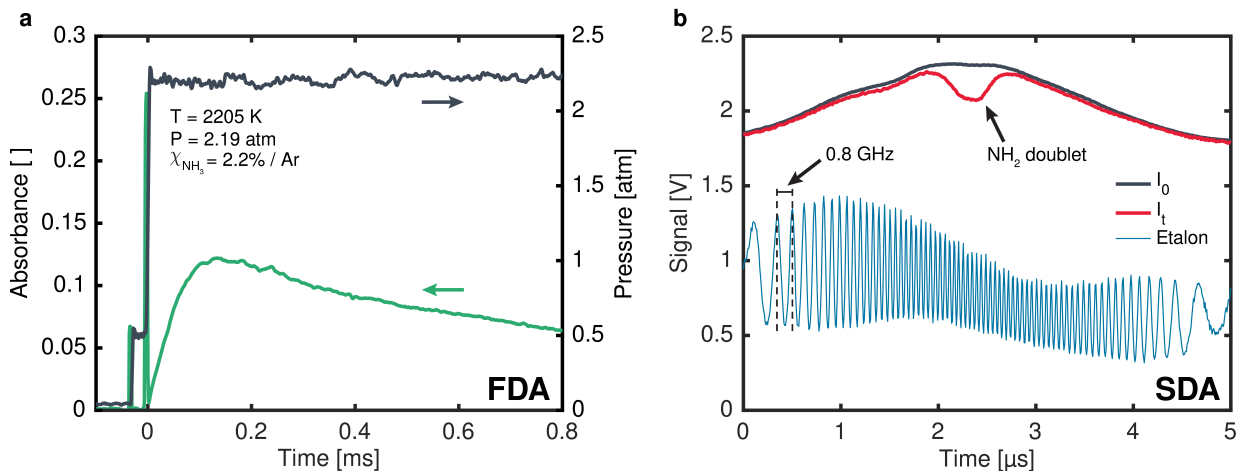 a
0.3
0.25
0.2
0.15
0.1
0.05
0
Absorbance [ ]
2.5
2
1.5
1
0.5
0
Pressure [atm]
T = 2205 K
P = 2.19 atm
χNH₃ = 2.2% / Ar
FDA
0 0.2 0.4 0.6 0.8
Time [ms]
b
2.5
2
1.5
1
0.5
0
Signal [V]
NH₂ doublet
0.8 GHz
I₀
Iₜ
Etalon
SDA
0 1 2 3 4 5
Time [µs]